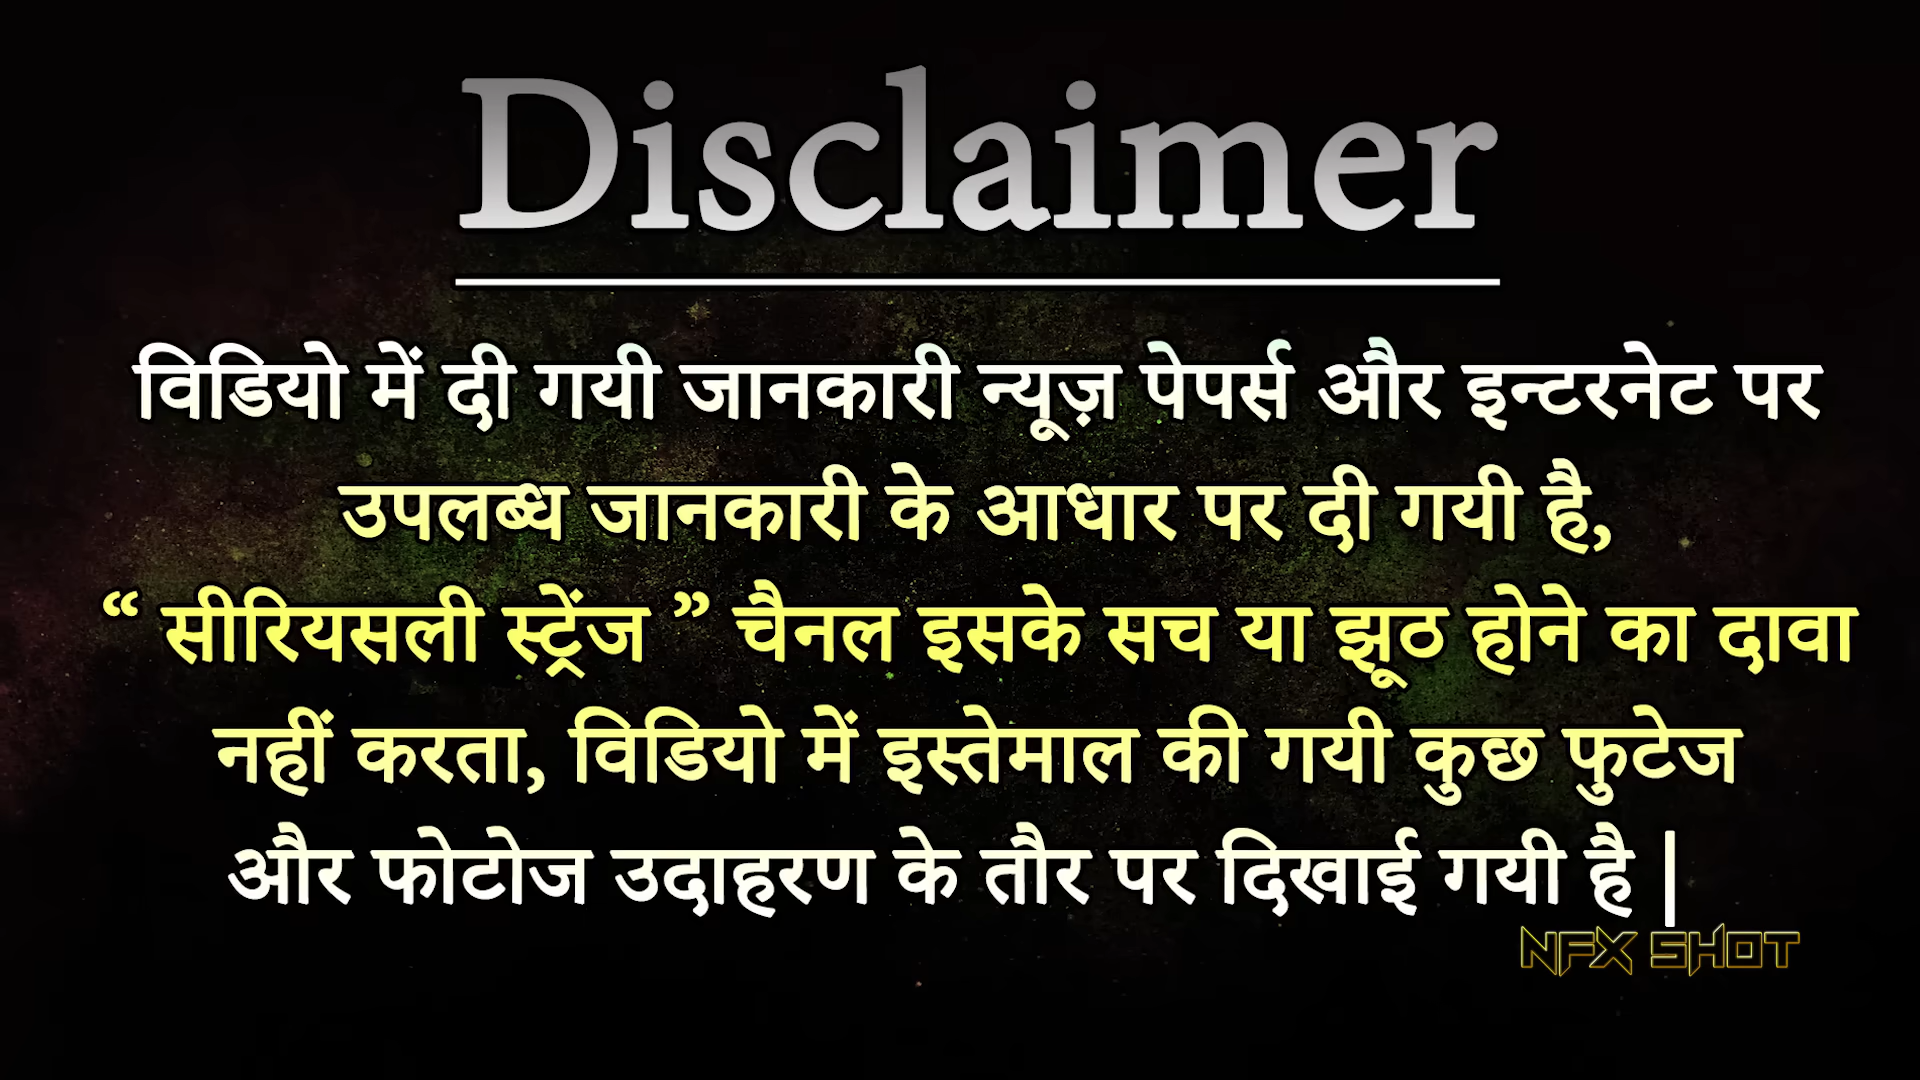 Disclaimer
विडियो में दी गयी जानकारी न्यूज़ पेपर्स और इन्टरनेट पर
उपलब्ध जानकारी के आधार पर दी गयी है,
“ सीरियसली स्ट्रेंज ” चैनल इसके सच या झूठ होने का दावा
नहीं करता, विडियो में इस्तेमाल की गयी कुछ फुटेज
और फोटोज उदाहरण के तौर पर दिखाई गयी है |
NFX SHOT